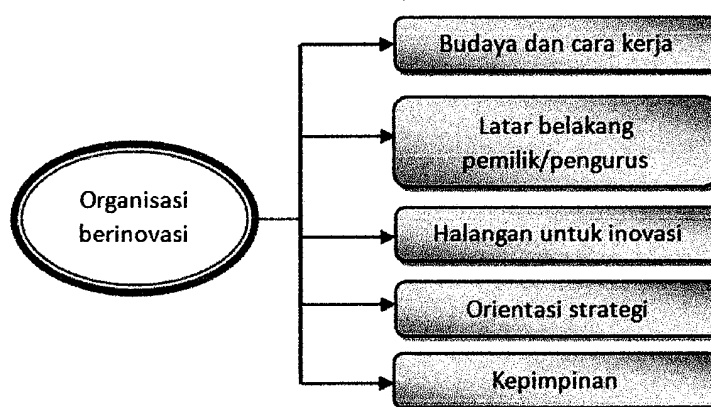 Organisasi
berinovasi
Budaya dan cara kerja
Latar belakang
pemilik/pengurus
Halangan untuk inovasi
Orientasi strategi
Kepimpinan